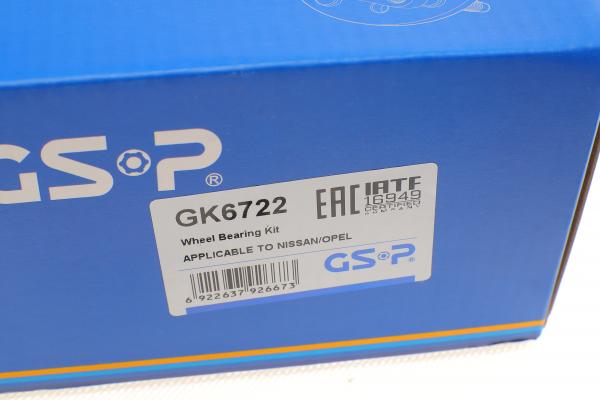 GS·P®
GK6722
EAC
IATF
16949
CERTIFIED
COMPANY
Wheel Bearing Kit
APPLICABLE TO NISSAN/OPEL
GS·P
6 922637 926673